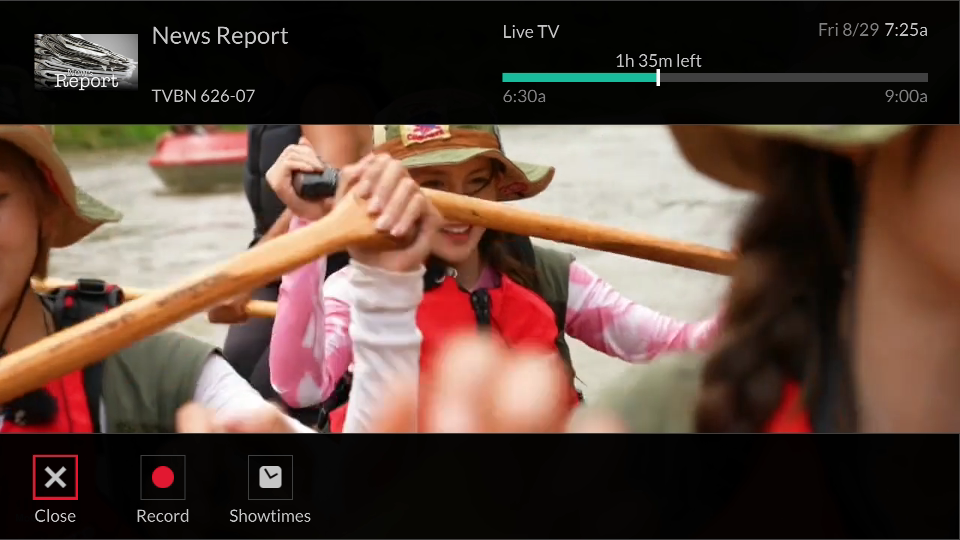 News Report
Report
TVBN 626-07
Live TV
Fri 8/29 7:25a
1h 35m left
6:30a
9:00a
Close
Record
Showtimes